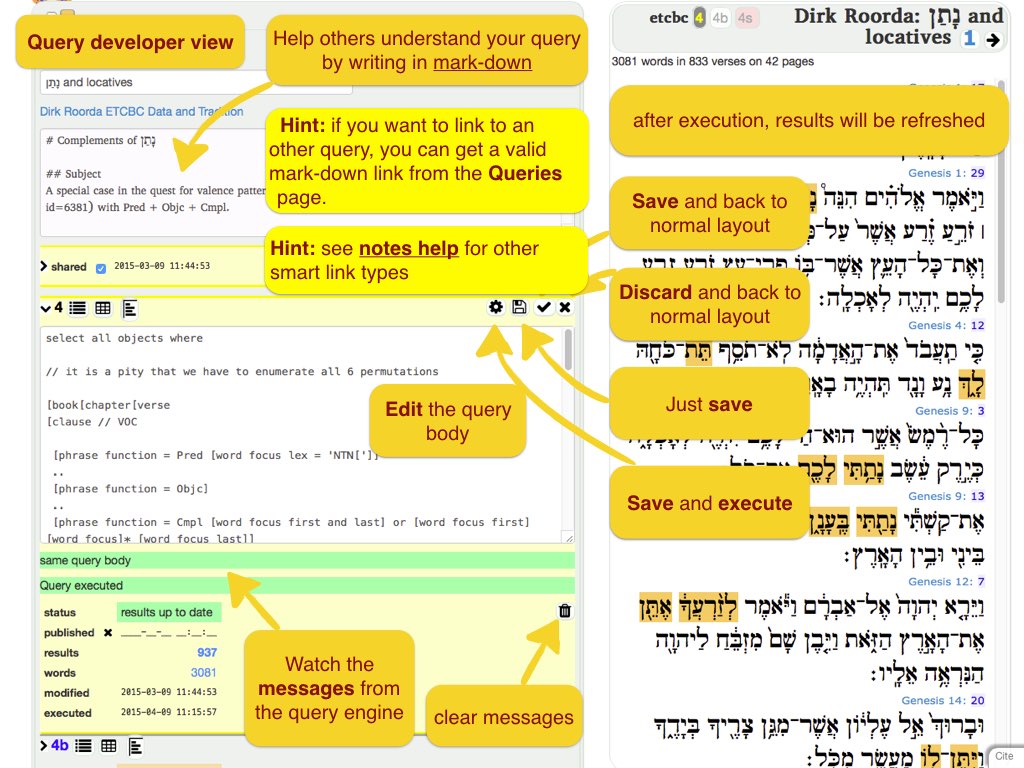 Query developer view
Help others understand your query
by writing in mark-down
נתן and locatives
Dirk Roorda ETCBC Data and Tradition
# Complements of נתן
## Subject
A special case in the quest for valence patter
id=6381) with Pred + Objc + Cmpl.
Hint: if you want to link to an
other query, you can get a valid
mark-down link from the Queries
page.
Hint: see notes help for other
smart link types
shared 2015-03-09 11:44:53
4
select all objects where
// it is a pity that we have to enumerate all 6 permutations
[book[chapter[verse
[clause // VOC
[phrase function = Pred [word focus lex = 'NTN[']]
..
[phrase function = Objc]
..
[phrase function = Cmpl [word focus first and last] or [word focus first]
[word focus]* [word focus last]]
Edit the query
body
same query body
Query executed
status results up to date
published ____-__-__ __:__:__
results 937
words 3081
modified 2015-03-09 11:44:53
executed 2015-04-09 11:15:57
Watch the
messages from
the query engine
clear messages
4b
etcbc 4 4b 4s
Dirk Roorda: נָתַן and
locatives 1
3081 words in 833 verses on 42 pages
after execution, results will be refreshed
Genesis 1: 29
וַיֹּ֣אמֶר אֱלֹהִ֗ים הִנֵּה֩
׀ זֹרֵ֣עַ זֶ֗רַע אֲשֶׁר֙ עַל־
וְאֶת־כָּל־הָעֵ֛ץ אֲשֶׁר־בּ֥וֹ פְרִי־עֵ֖ץ זֹרֵ֣עַ זָ֑רַע
לָכֶ֥ם יִֽהְיֶ֖ה לְאָכְלָֽה׃
Save and back to
normal layout
Discard and back to
normal layout
Genesis 4: 12
כִּ֤י תַֽעֲבֹד֙ אֶת־הָ֣אֲדָמָ֔ה לֹֽא־תֹסֵ֥ף תֵּת־כֹּחָ֖הּ
לָ֑ךְ נָ֥ע וָנָ֖ד תִּֽהְיֶ֥ה
Just save
Genesis 9: 3
כָּל־רֶ֙מֶשׂ֙ אֲשֶׁ֣ר הוּא־
כְּיֶ֣רֶק עֵ֔שֶׂב נָתַ֥תִּי לָכֶ֖ם
Save and execute
Genesis 9: 13
אֶת־קַשְׁתִּ֕י נָתַ֖תִּי בֶּֽעָנָ֑ן
בֵּינִ֖י וּבֵ֥ין הָאָֽרֶץ׃
Genesis 12: 7
וַיֵּרָ֤א יְהוָה֙ אֶל־אַבְרָ֔ם וַיֹּ֕אמֶר לְזַ֨רְעֲךָ֔ אֶתֵּ֖ן
אֶת־הָאָ֣רֶץ הַזֹּ֑את וַיִּ֤בֶן שָׁם֙ מִזְבֵּ֔חַ לַיהוָ֖ה
הַנִּרְאֶ֥ה אֵלָֽיו׃
Genesis 14: 20
וּבָרוּךְ֙ אֵ֣ל עֶלְי֔וֹן אֲשֶׁר־מִגֵּ֥ן צָרֶ֖יךָ בְּיָדֶ֑ךָ
וַיִּתֶּן־ל֥וֹ מַעֲשֵׂ֖ר מִכֹּֽל׃
Cite